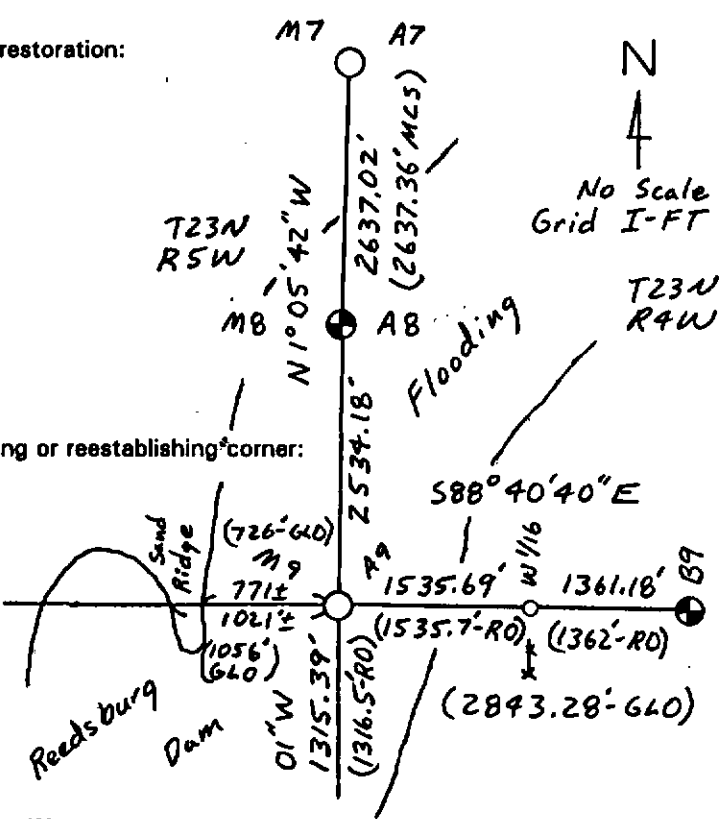 restoration:
M7 A7
N
No Scale
Grid I-FT
T23N
R5W
T23N
R4W
N 1° 05' 42" W
2637.02'
(2637.36' MCS)
M8 A8
Flooding
2534.18'
ng or reestablishing corner:
S88° 40' 40" E
Sand
Ridge
(726'-GLO)
M9
A9
771±
1021'±
(1056'
GLO)
1535.69'
(1535.7'-RO)
W 1/16
1361.18'
(1362'-RO)
B9
(2843.28'-GLO)
Reedsburg
Dam
01" W
1315.39'
(1316.5'-RO)